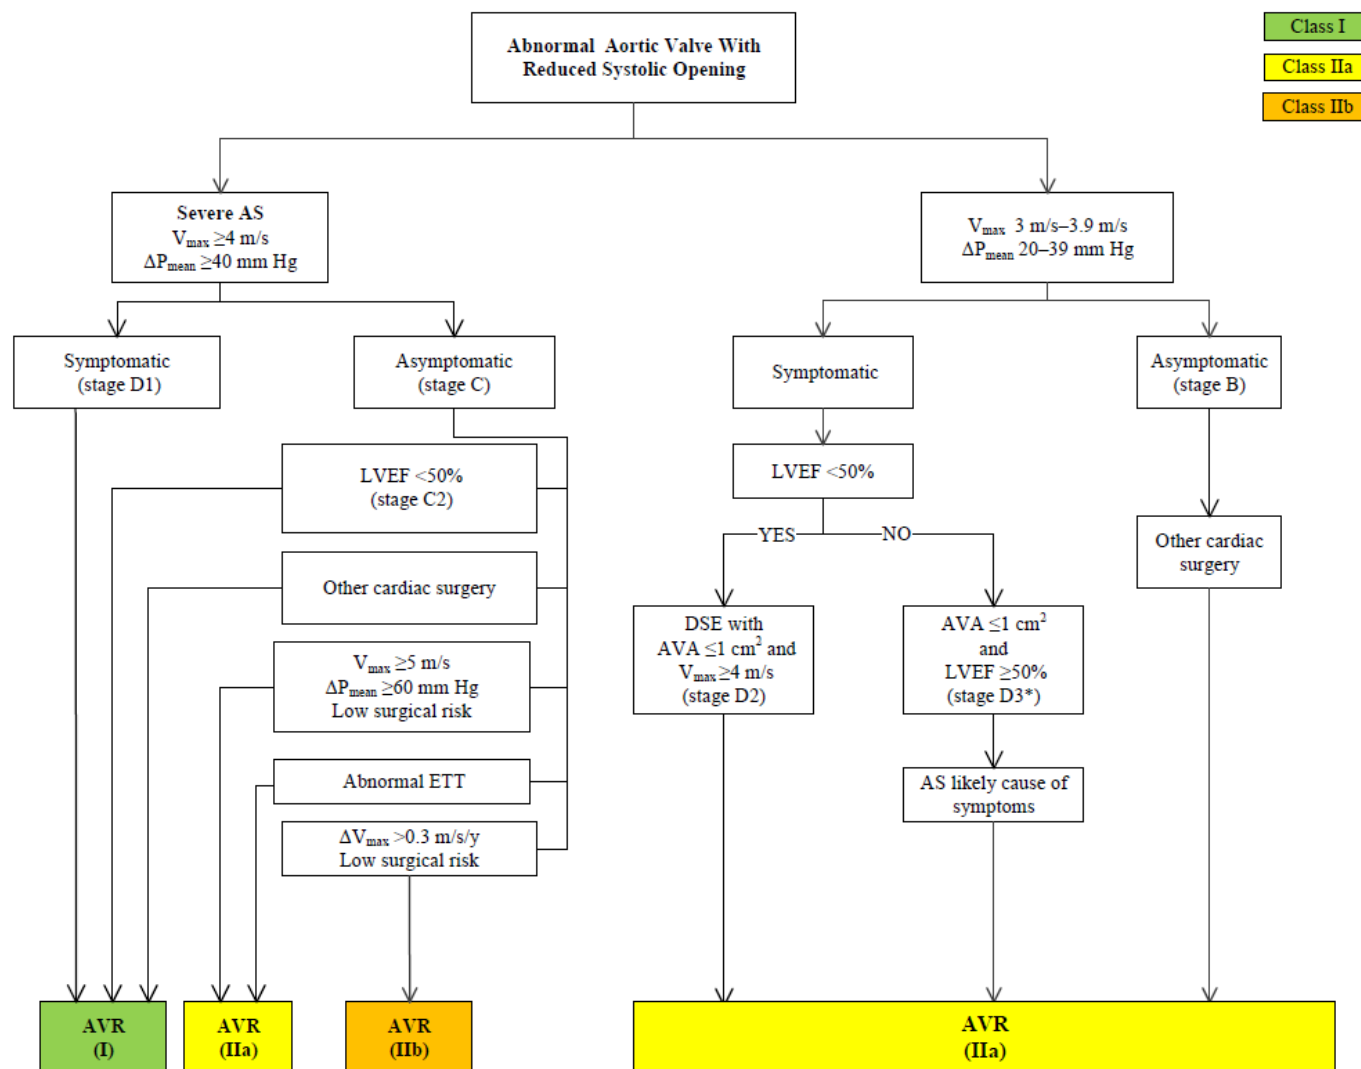 Abnormal Aortic Valve With
Reduced Systolic Opening
Class I
Class IIa
Class IIb
Severe AS
Vmax ≥4 m/s
ΔPmean ≥40 mm Hg
Vmax 3 m/s–3.9 m/s
ΔPmean 20–39 mm Hg
Symptomatic
(stage D1)
Asymptomatic
(stage C)
Symptomatic
Asymptomatic
(stage B)
LVEF <50%
(stage C2)
LVEF <50%
YES
NO
Other cardiac surgery
Other cardiac
surgery
Vmax ≥5 m/s
ΔPmean ≥60 mm Hg
Low surgical risk
DSE with
AVA ≤1 cm²and
Vmax ≥4 m/s
(stage D2)
AVA ≤1 cm²
and
LVEF ≥50%
(stage D3*)
Abnormal ETT
AS likely cause of
symptoms
ΔVmax >0.3 m/s/y
Low surgical risk
AVR
(I)
AVR
(IIa)
AVR
(IIb)
AVR
(IIa)